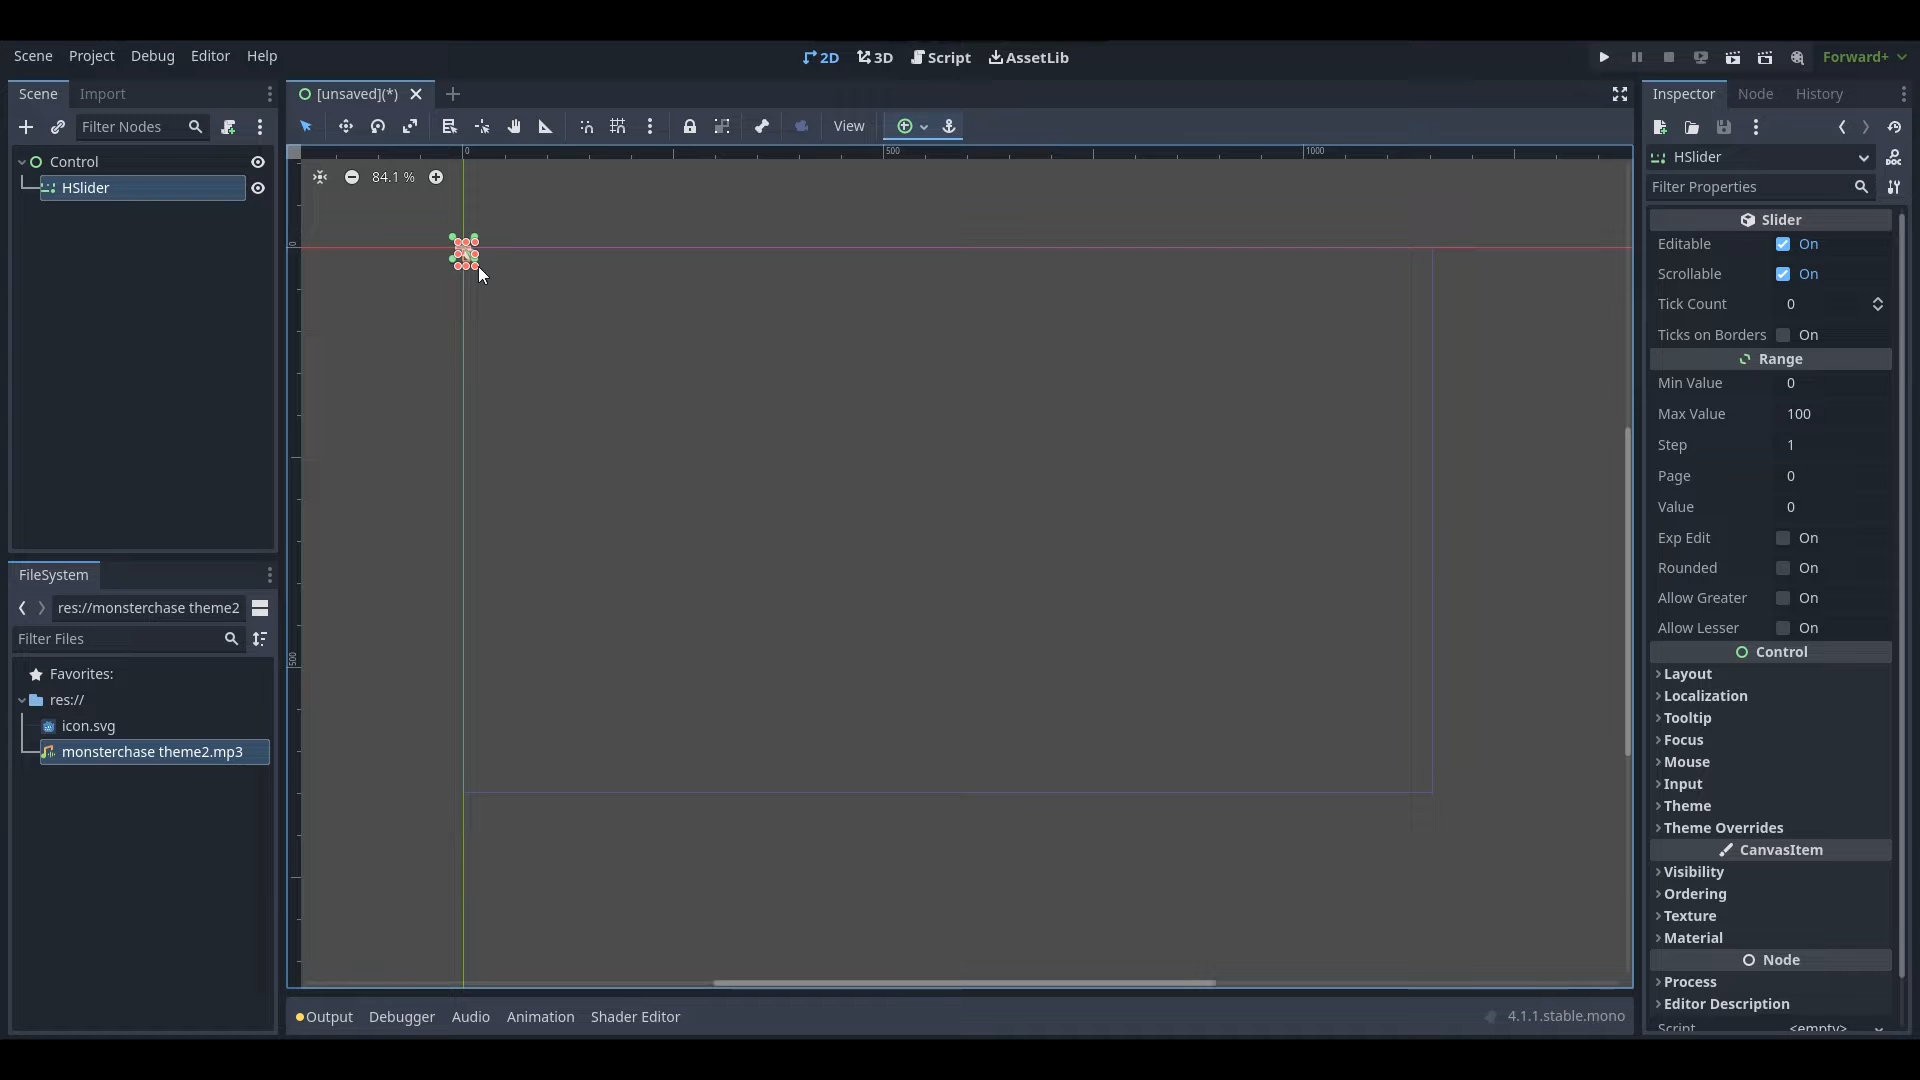 Scene Project Debug Editor Help
2D 3D Script AssetLib
Forward+
Scene Import
[unsaved](*)
Inspector Node History
Filter Nodes
View
Control
HSlider
0 500 1000
84.1 %
0
500
HSlider
Filter Properties
Slider
Editable On
Scrollable On
Tick Count 0
Ticks on Borders On
Range
Min Value 0
Max Value 100
Step 1
Page 0
Value 0
Exp Edit On
Rounded On
Allow Greater On
Allow Lesser On
Control
Layout
Localization
Tooltip
Focus
Mouse
Input
Theme
Theme Overrides
CanvasItem
Visibility
Ordering
Texture
Material
Node
Process
Editor Description
Script <empty>
FileSystem
res://monsterchase theme2
Filter Files
Favorites:
res://
icon.svg
monsterchase theme2.mp3
Output Debugger Audio Animation Shader Editor
4.1.1.stable.mono